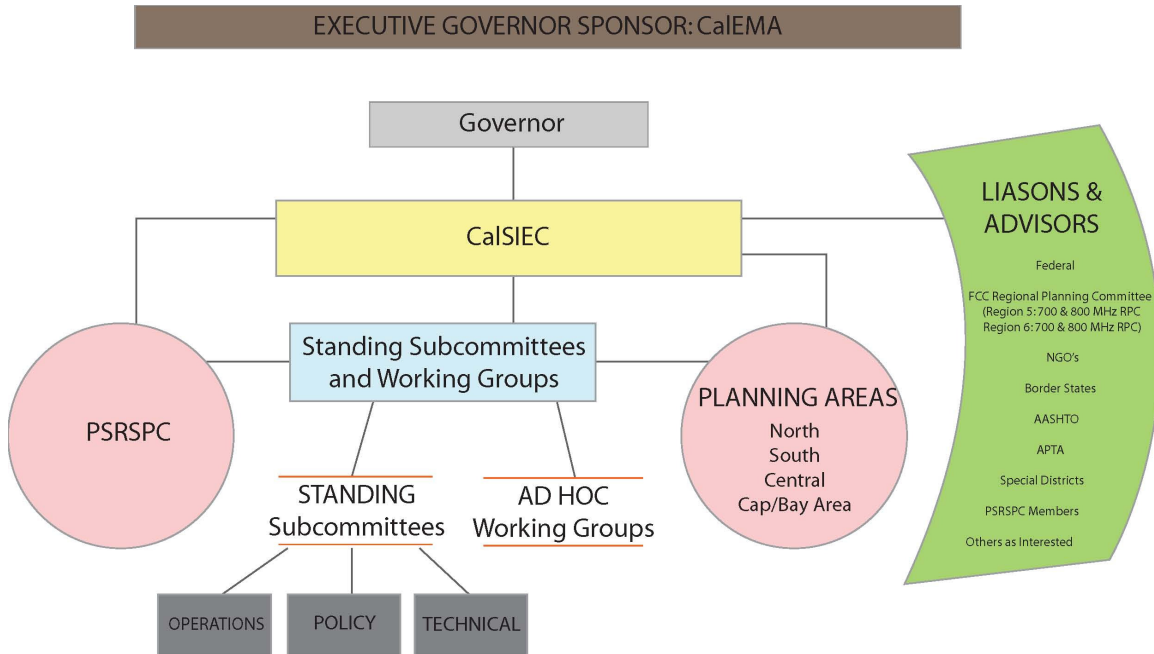 EXECUTIVE GOVERNOR SPONSOR: CalEMA
Governor
CalSIEC
Standing Subcommittees
and Working Groups
PSRSPC
PLANNING AREAS
North
South
Central
Cap/Bay Area
STANDING
Subcommittees
AD HOC
Working Groups
OPERATIONS
POLICY
TECHNICAL
LIASONS &
ADVISORS
Federal
FCC Regional Planning Committee
(Region 5: 700 & 800 MHz RPC
Region 6: 700 & 800 MHz RPC)
NGO's
Border States
AASHTO
APTA
Special Districts
PSRSPC Members
Others as Interested